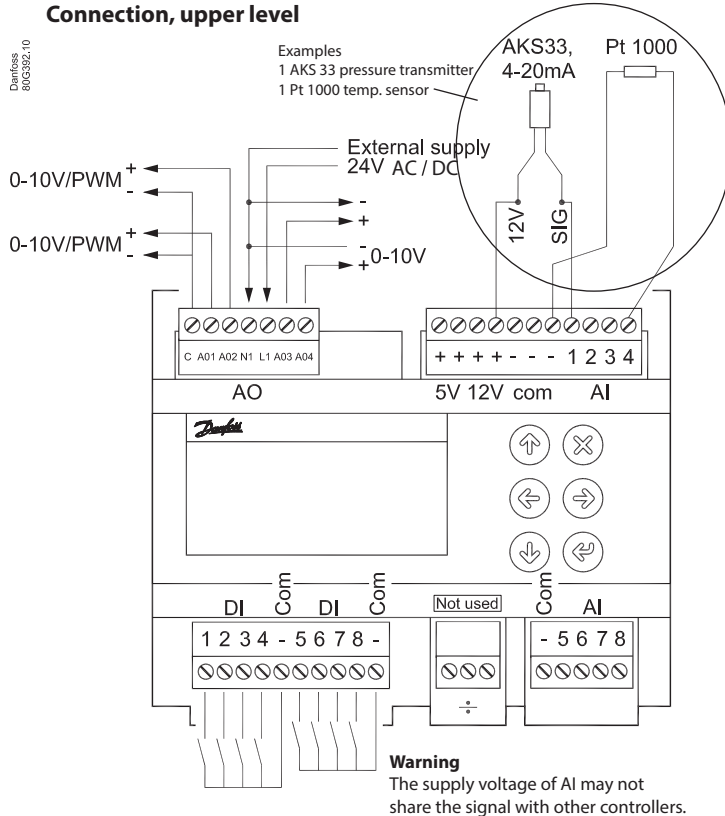 Connection, upper level
Danfoss
80G392.10
Examples
1 AKS 33 pressure transmitter
1 Pt 1000 temp. sensor
AKS33,
4-20mA
Pt 1000
External supply
24V AC / DC
0-10V/PWM + -
0-10V/PWM + -
-
+
-
+ 0-10V
12V
SIG
C A01 A02 N1 L1 A03 A04
+ + + + - - - 1 2 3 4
AO
5V 12V com AI
Danfoss
DI Com DI Com
Not used
Com AI
1 2 3 4 - 5 6 7 8 -
- 5 6 7 8
÷
Warning
The supply voltage of AI may not
share the signal with other controllers.